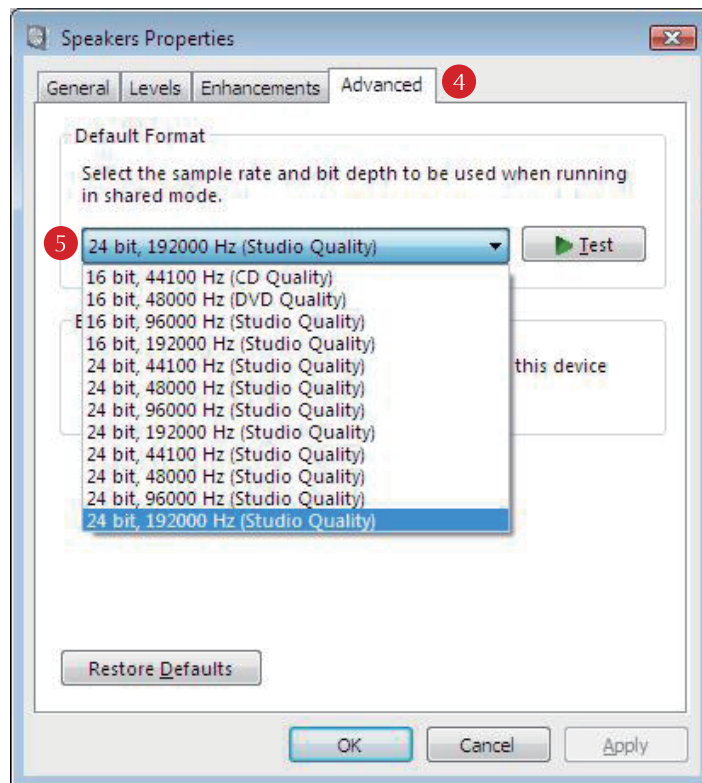 Speakers Properties
General Levels Enhancements Advanced 4
Default Format
Select the sample rate and bit depth to be used when running
in shared mode.
5 24 bit, 192000 Hz (Studio Quality) Test
16 bit, 44100 Hz (CD Quality)
16 bit, 48000 Hz (DVD Quality)
E 16 bit, 96000 Hz (Studio Quality)
16 bit, 192000 Hz (Studio Quality)
24 bit, 44100 Hz (Studio Quality) this device
24 bit, 48000 Hz (Studio Quality)
24 bit, 96000 Hz (Studio Quality)
24 bit, 192000 Hz (Studio Quality)
24 bit, 44100 Hz (Studio Quality)
24 bit, 48000 Hz (Studio Quality)
24 bit, 96000 Hz (Studio Quality)
24 bit, 192000 Hz (Studio Quality)
Restore Defaults
OK Cancel Apply